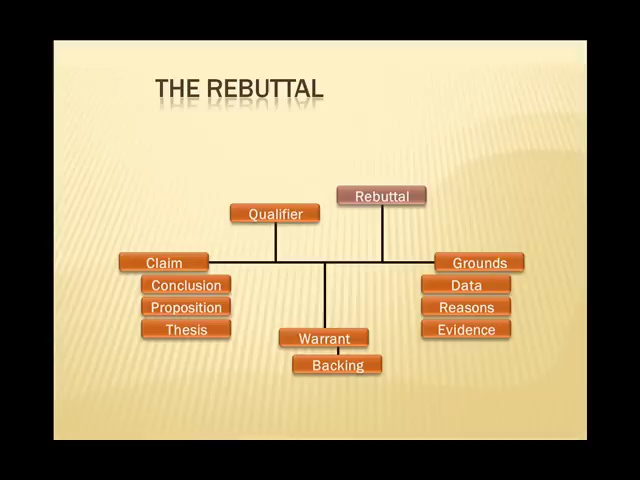 THE REBUTTAL
Rebuttal
Qualifier
Claim
Grounds
Conclusion
Data
Proposition
Reasons
Thesis
Evidence
Warrant
Backing